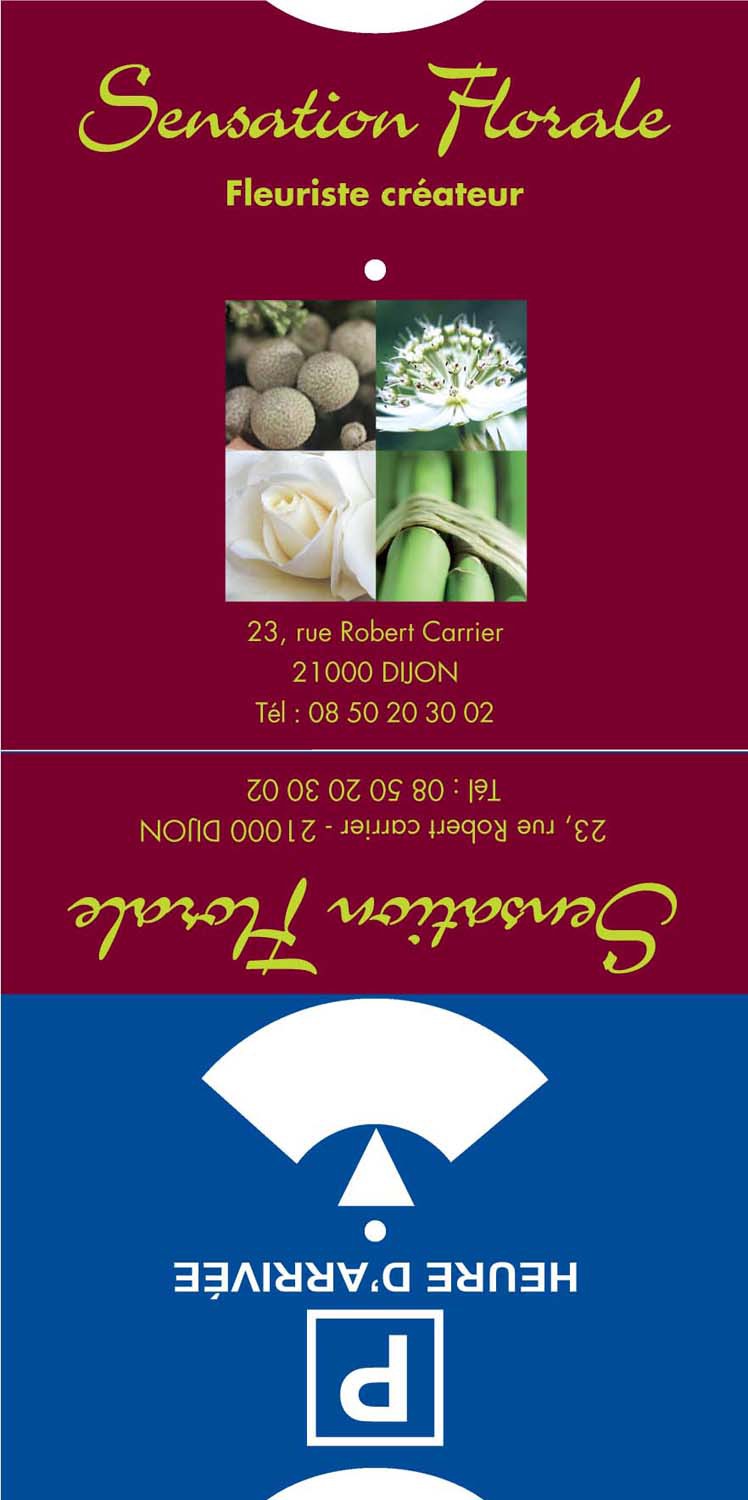 Sensation Florale
Fleuriste créateur
23, rue Robert Carrier
21000 DIJON
Tél : 08 50 20 30 02
P
HEURE D'ARRIVÉE
Sensation Florale
23, rue Robert carrier - 21000 DIJON
Tél : 08 50 20 30 02